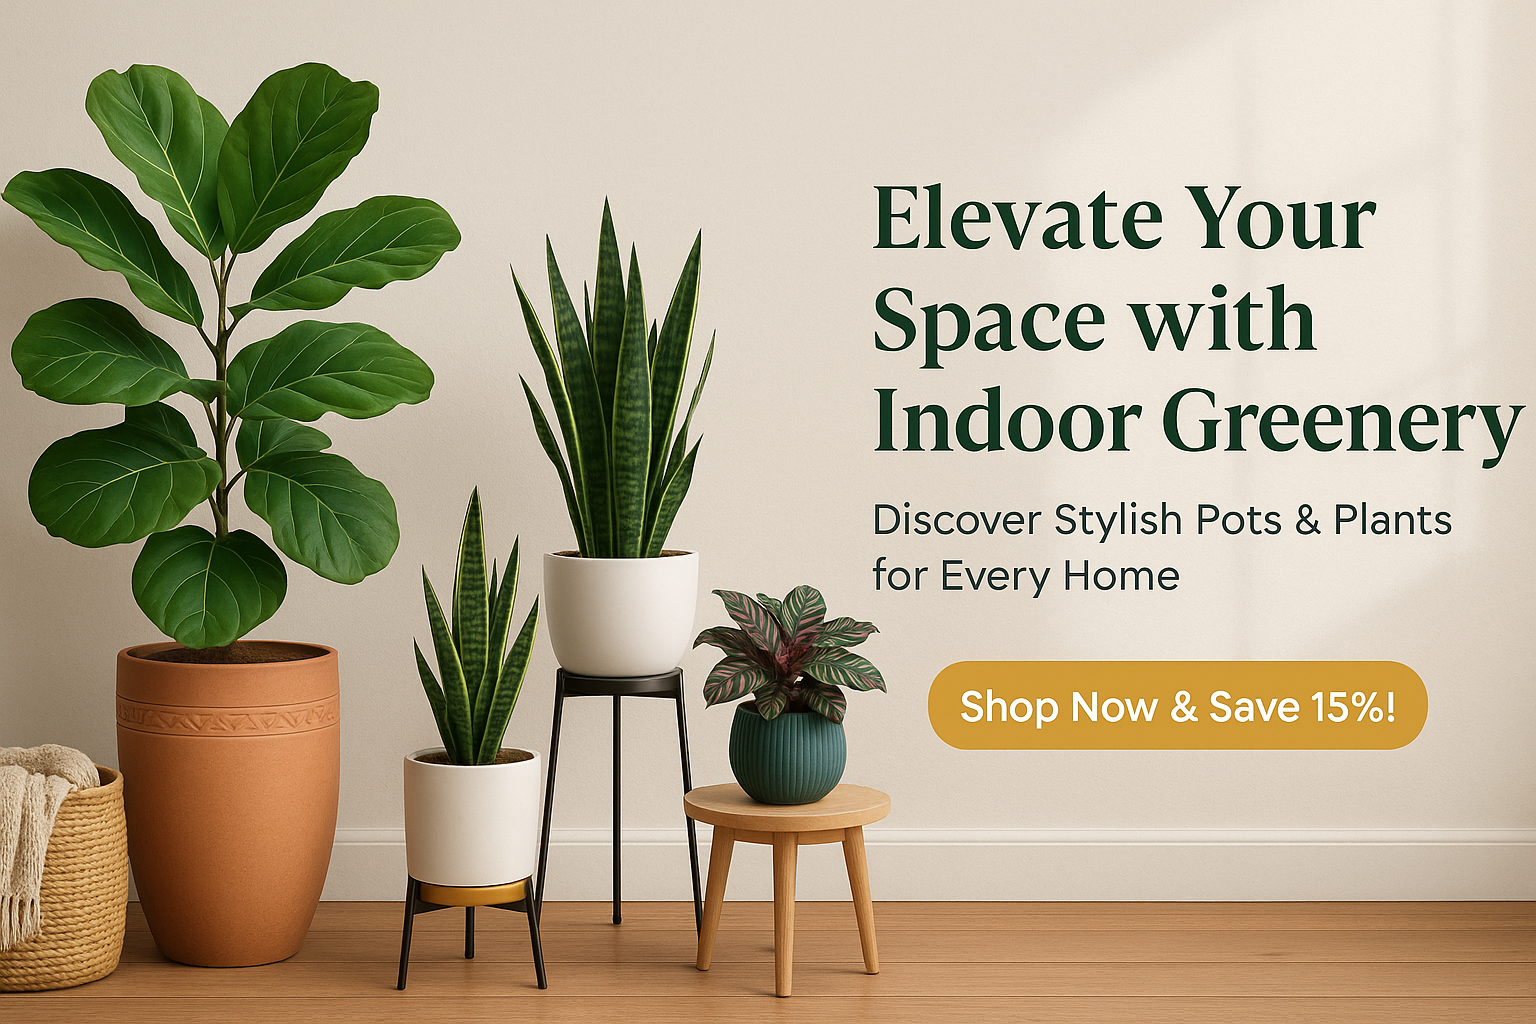 Elevate Your
Space with
Indoor Greenery
Discover Stylish Pots & Plants
for Every Home
Shop Now & Save 15%!